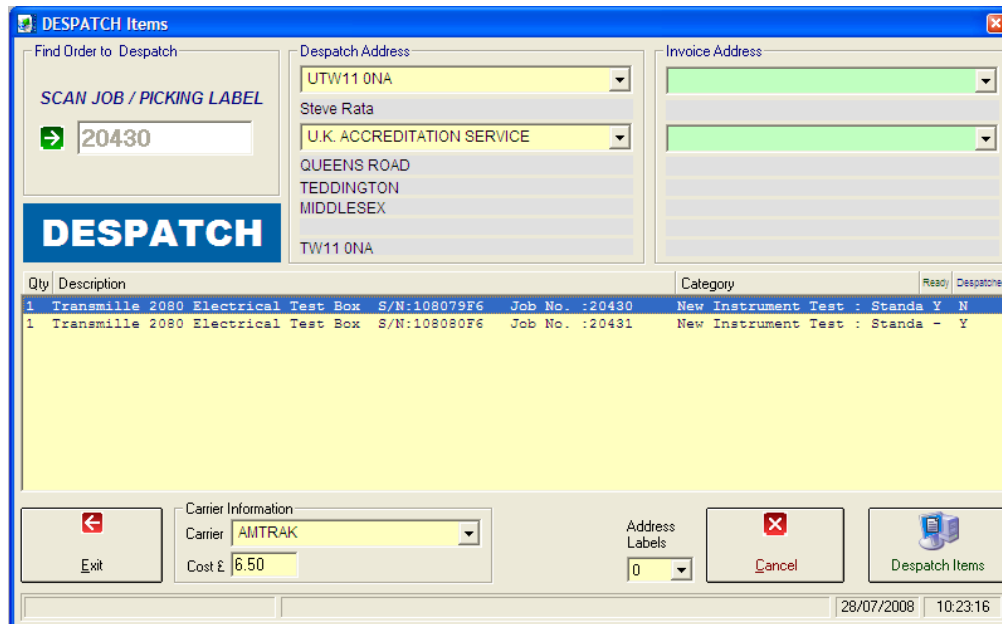 DESPATCH Items
Find Order to Despatch
SCAN JOB / PICKING LABEL
20430
DESPATCH
Despatch Address
UTW11 0NA
Steve Rata
U.K. ACCREDITATION SERVICE
QUEENS ROAD
TEDDINGTON
MIDDLESEX
TW11 0NA
Invoice Address
Qty Description Category Ready Despatche
1 Transmille 2080 Electrical Test Box S/N:108079F6 Job No. :20430 New Instrument Test : Standa Y N
1 Transmille 2080 Electrical Test Box S/N:108080F6 Job No. :20431 New Instrument Test : Standa - Y
Exit
Carrier Information
Carrier AMTRAK
Cost £ 6.50
Address
Labels
0
Cancel
Despatch Items
28/07/2008 10:23:16